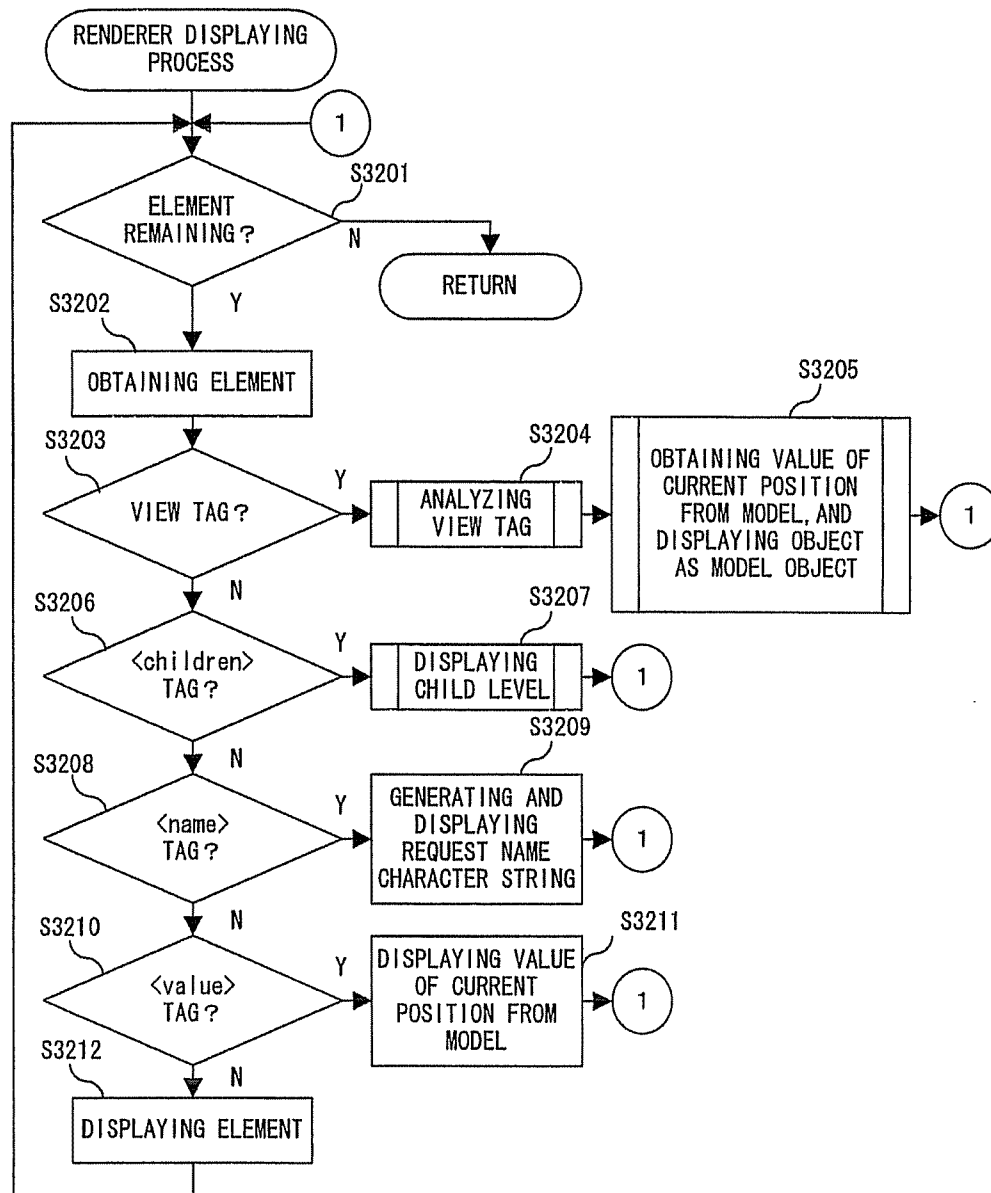 RENDERER DISPLAYING
PROCESS
1
S3201
ELEMENT
REMAINING?
N
RETURN
Y
S3202
OBTAINING ELEMENT
S3203
VIEW TAG?
Y
S3204
ANALYZING
VIEW TAG
S3205
OBTAINING VALUE OF
CURRENT POSITION
FROM MODEL, AND
DISPLAYING OBJECT
AS MODEL OBJECT
1
N
S3206
<children>
TAG?
Y
S3207
DISPLAYING
CHILD LEVEL
1
N
S3208
<name>
TAG?
Y
S3209
GENERATING AND
DISPLAYING
REQUEST NAME
CHARACTER STRING
1
N
S3210
<value>
TAG?
Y
S3211
DISPLAYING VALUE
OF CURRENT
POSITION FROM
MODEL
1
N
S3212
DISPLAYING ELEMENT